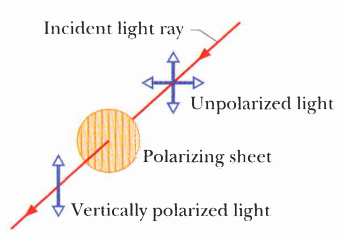 Incident light ray
Unpolarized light
Polarizing sheet
Vertically polarized light